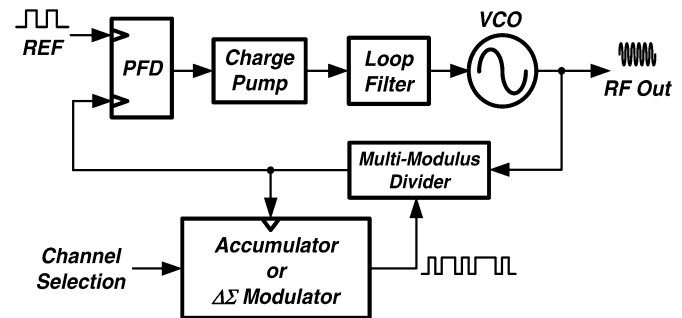 REF
PFD
Charge
Pump
Loop
Filter
VCO
RF Out
Multi-Modulus
Divider
Channel
Selection
Accumulator
or
ΔΣ Modulator